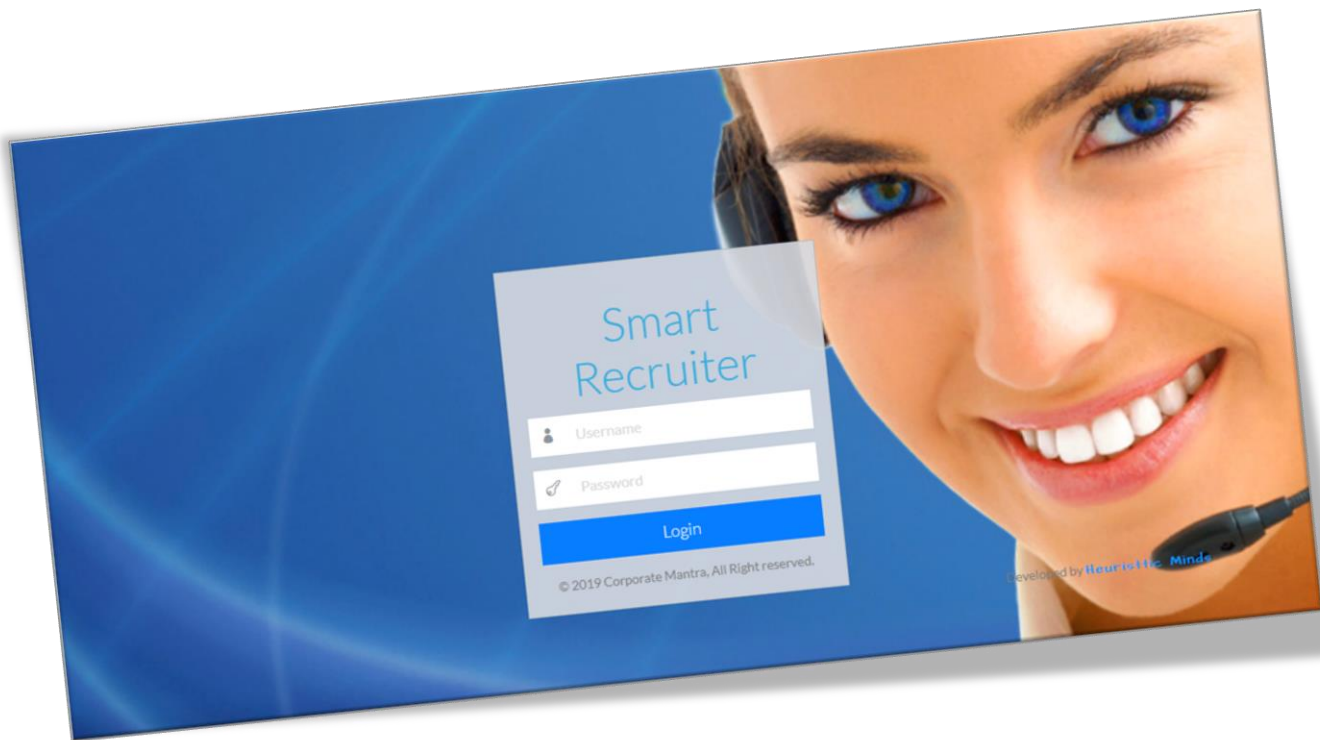 Smart
Recruiter
Username
Password
Login
© 2019 Corporate Mantra, All Right reserved.
Developed by Heuristic Minds